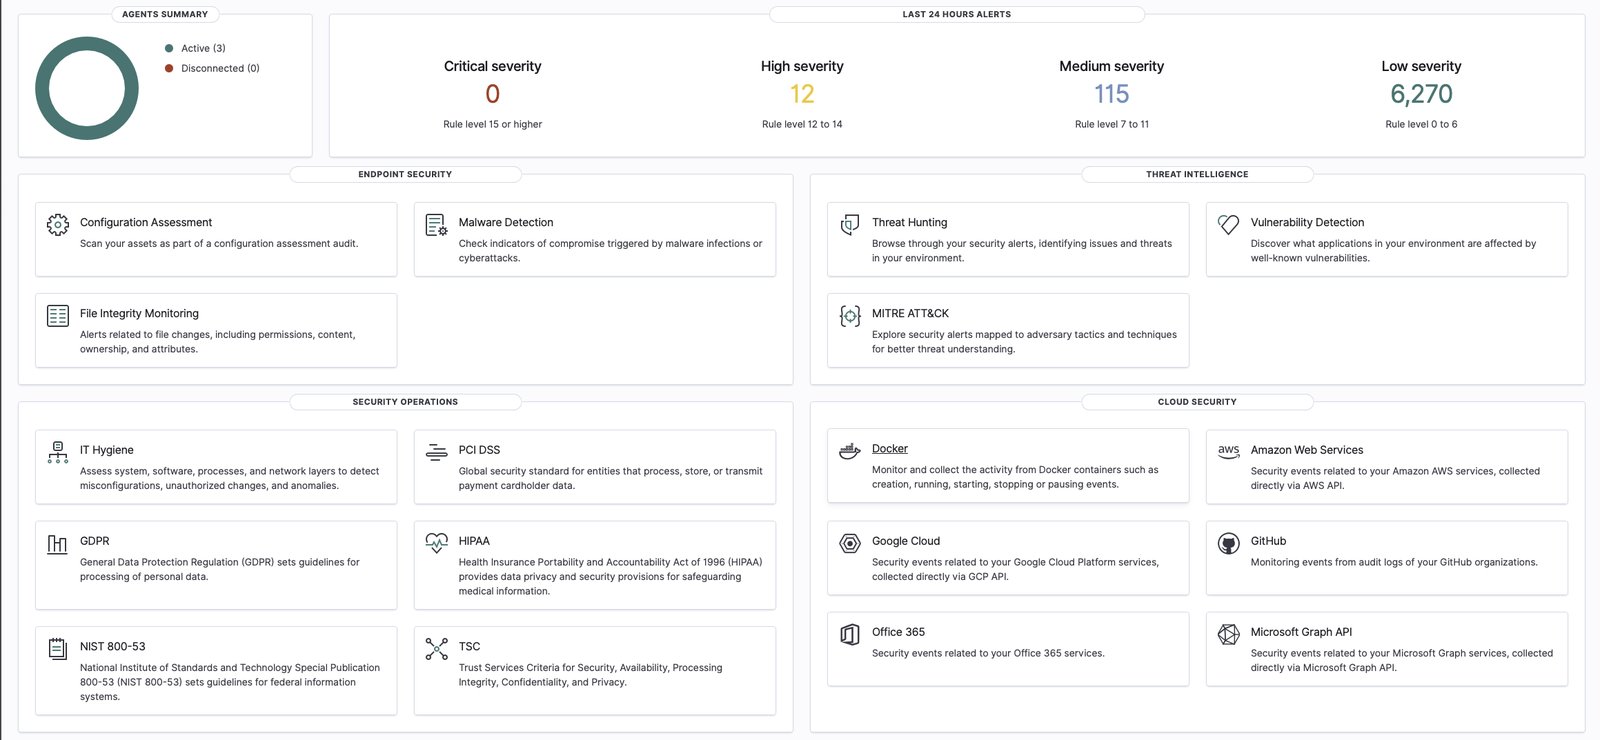 AGENTS SUMMARY
Active (3)
Disconnected (0)
LAST 24 HOURS ALERTS
Critical severity
0
Rule level 15 or higher
High severity
12
Rule level 12 to 14
Medium severity
115
Rule level 7 to 11
Low severity
6,270
Rule level 0 to 6
ENDPOINT SECURITY
Configuration Assessment
Scan your assets as part of a configuration assessment audit.
Malware Detection
Check indicators of compromise triggered by malware infections or
cyberattacks.
File Integrity Monitoring
Alerts related to file changes, including permissions, content,
ownership, and attributes.
THREAT INTELLIGENCE
Threat Hunting
Browse through your security alerts, identifying issues and threats
in your environment.
Vulnerability Detection
Discover what applications in your environment are affected by
well-known vulnerabilities.
MITRE ATT&CK
Explore security alerts mapped to adversary tactics and techniques
for better threat understanding.
SECURITY OPERATIONS
IT Hygiene
Assess system, software, processes, and network layers to detect
misconfigurations, unauthorized changes, and anomalies.
PCI DSS
Global security standard for entities that process, store, or transmit
payment cardholder data.
GDPR
General Data Protection Regulation (GDPR) sets guidelines for
processing of personal data.
HIPAA
Health Insurance Portability and Accountability Act of 1996 (HIPAA)
provides data privacy and security provisions for safeguarding
medical information.
NIST 800-53
National Institute of Standards and Technology Special Publication
800-53 (NIST 800-53) sets guidelines for federal information
systems.
TSC
Trust Services Criteria for Security, Availability, Processing
Integrity, Confidentiality, and Privacy.
CLOUD SECURITY
Docker
Monitor and collect the activity from Docker containers such as
creation, running, starting, stopping or pausing events.
aws
Amazon Web Services
Security events related to your Amazon AWS services, collected
directly via AWS API.
Google Cloud
Security events related to your Google Cloud Platform services,
collected directly via GCP API.
GitHub
Monitoring events from audit logs of your GitHub organizations.
Office 365
Security events related to your Office 365 services.
Microsoft Graph API
Security events related to your Microsoft Graph services, collected
directly via Microsoft Graph API.